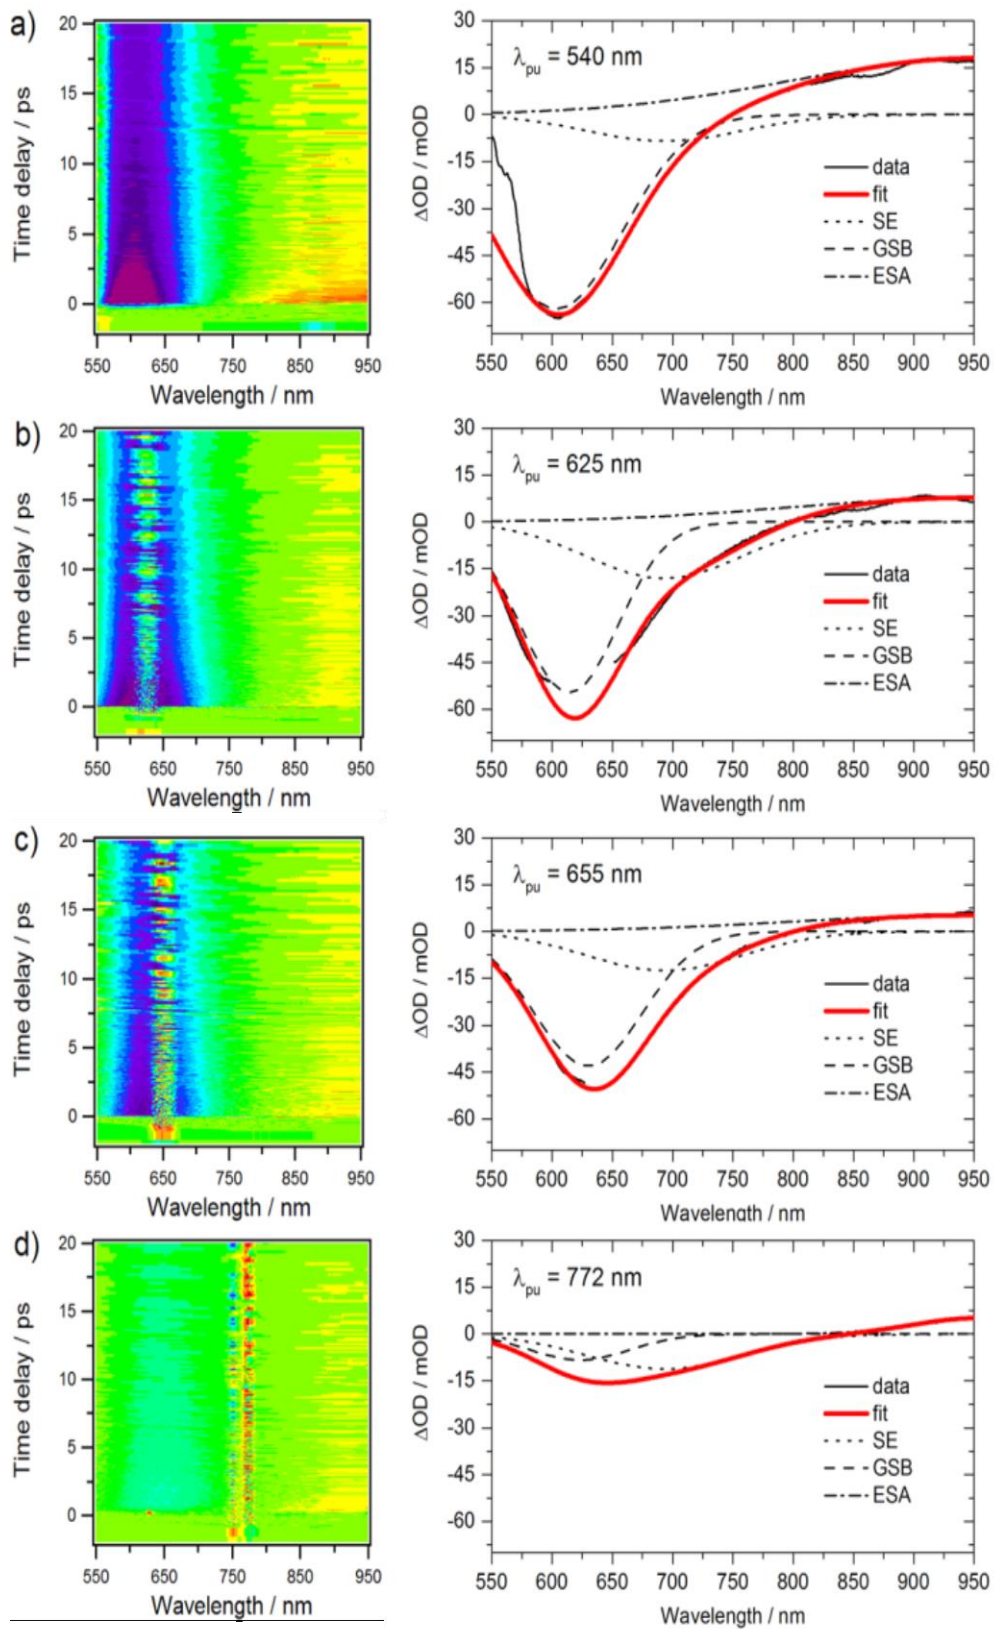 a)
20
15
10
5
0
Time delay / ps
550 650 750 850 950
Wavelength / nm
30
15
0
-15
-30
-45
-60
ΔOD / mOD
λpu = 540 nm
data
fit
SE
GSB
ESA
550 600 650 700 750 800 850 900 950
Wavelength / nm
b)
20
15
10
5
0
Time delay / ps
550 650 750 850 950
Wavelength / nm
30
15
0
-15
-30
-45
-60
ΔOD / mOD
λpu = 625 nm
data
fit
SE
GSB
ESA
550 600 650 700 750 800 850 900 950
Wavelength / nm
c)
20
15
10
5
0
Time delay / ps
550 650 750 850 950
Wavelength / nm
30
15
0
-15
-30
-45
-60
ΔOD / mOD
λpu = 655 nm
data
fit
SE
GSB
ESA
550 600 650 700 750 800 850 900 950
Wavelength / nm
d)
20
15
10
5
0
Time delay / ps
550 650 750 850 950
Wavelength / nm
30
15
0
-15
-30
-45
-60
ΔOD / mOD
λpu = 772 nm
data
fit
SE
GSB
ESA
550 600 650 700 750 800 850 900 950
Wavelength / nm